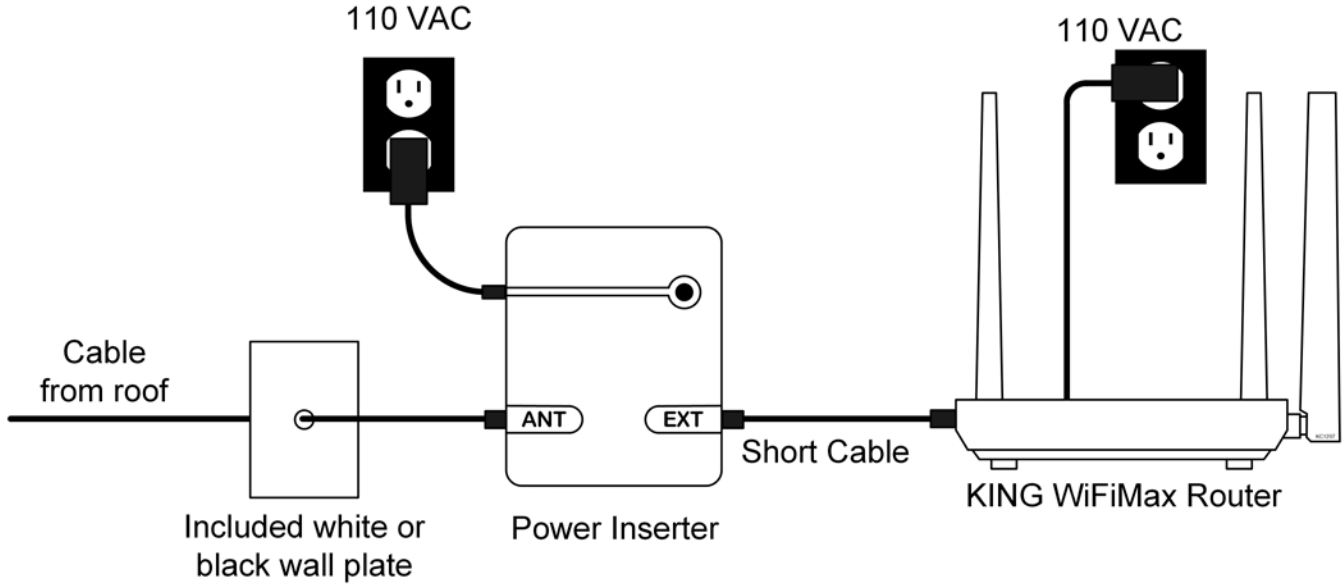 110 VAC
110 VAC
Cable
from roof
ANT
EXT
Short Cable
KING WiFiMax Router
Included white or
black wall plate
Power Inserter